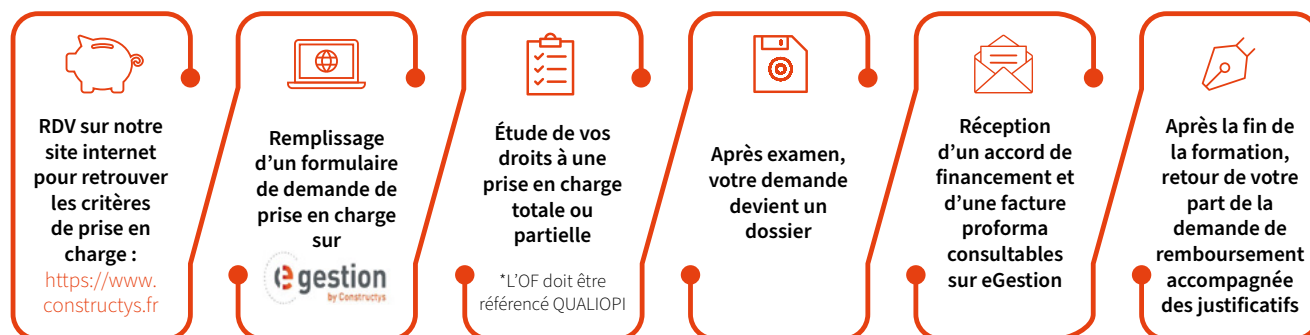 RDV sur notre
site internet
pour retrouver
les critères
de prise en
charge :
https://www.
constructys.fr
Remplissage
d'un formulaire
de demande de
prise en charge
sur
e gestion
by Constructys
Étude de vos
droits à une
prise en charge
totale ou
partielle
*L'OF doit être
référencé QUALIOPI
Après examen,
votre demande
devient un
dossier
Réception
d'un accord de
financement et
d'une facture
proforma
consultables
sur eGestion
Après la fin de
la formation,
retour de votre
part de la
demande de
remboursement
accompagnée
des justificatifs